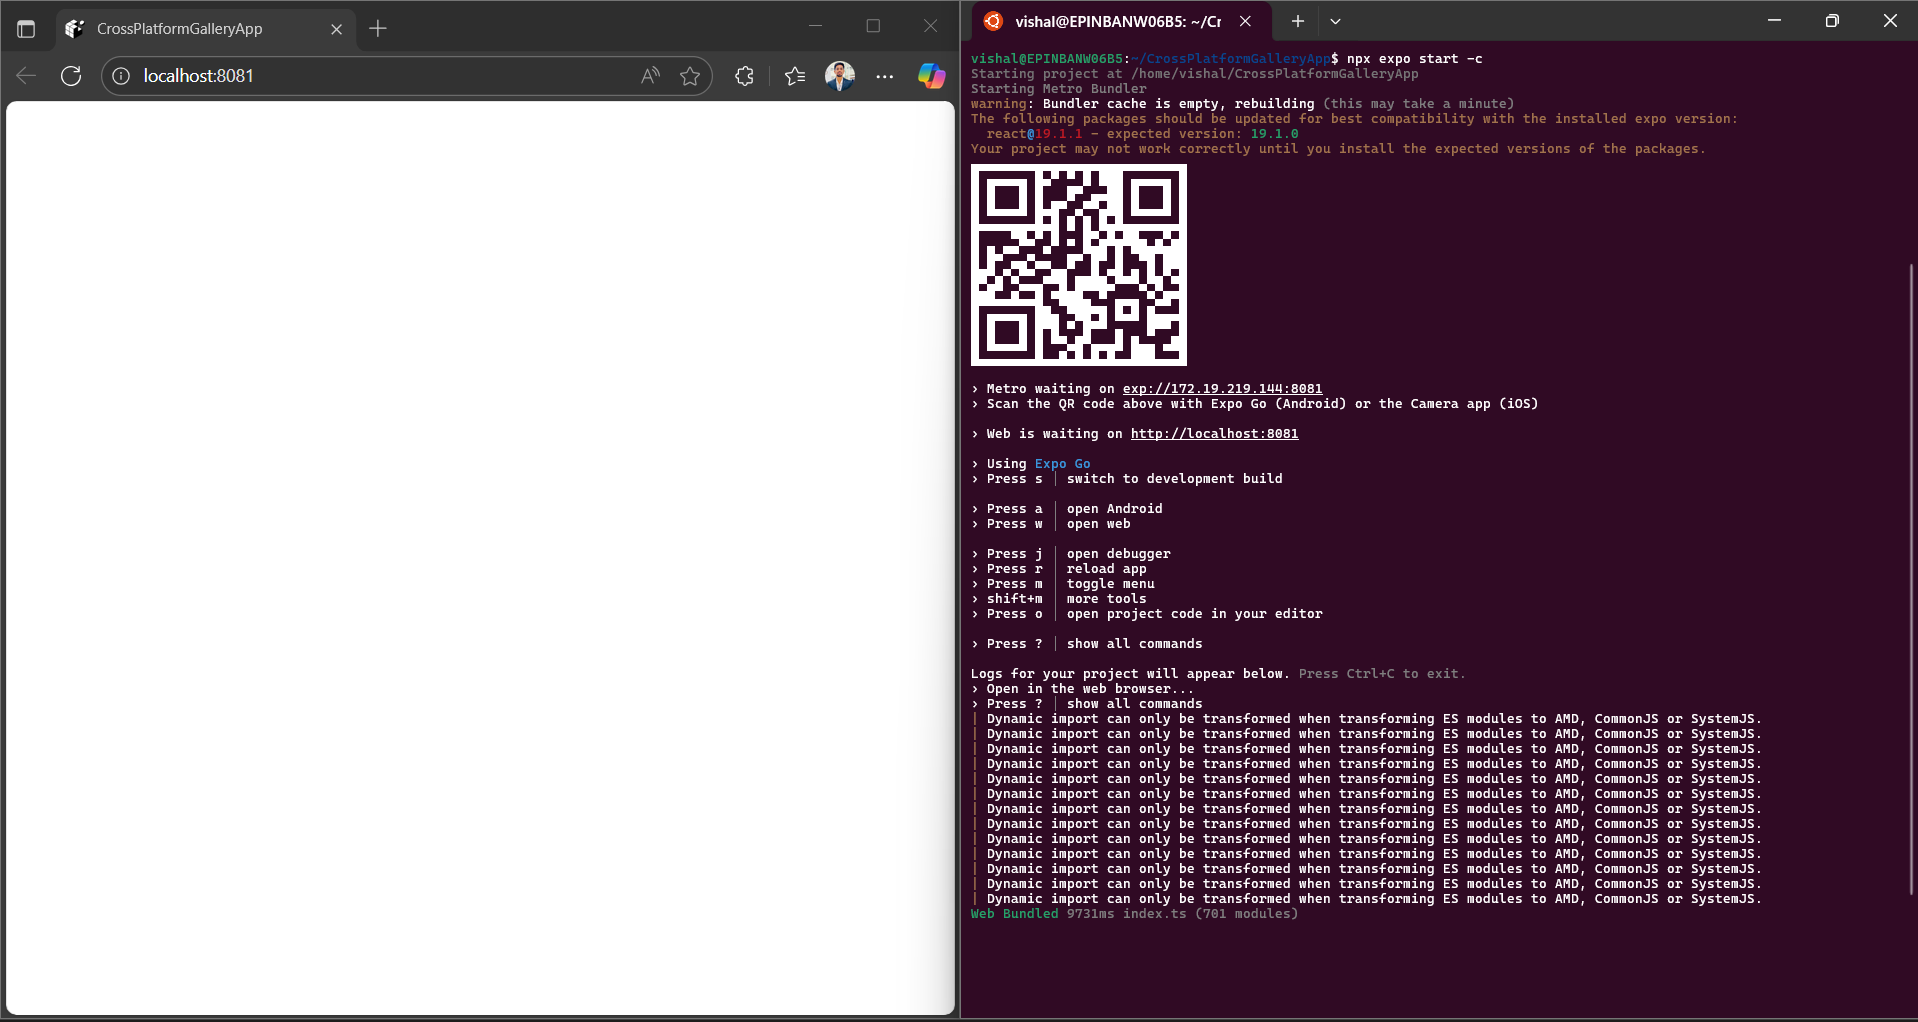 CrossPlatformGalleryApp
localhost:8081
vishal@EPINBANW06B5: ~/Cr
vishal@EPINBANW06B5:~/CrossPlatformGalleryApp$ npx expo start -c
Starting project at /home/vishal/CrossPlatformGalleryApp
Starting Metro Bundler
warning: Bundler cache is empty, rebuilding (this may take a minute)
The following packages should be updated for best compatibility with the installed expo version:
react@19.1.1 - expected version: 19.1.0
Your project may not work correctly until you install the expected versions of the packages.
› Metro waiting on exp://172.19.219.144:8081
› Scan the QR code above with Expo Go (Android) or the Camera app (iOS)
› Web is waiting on http://localhost:8081
› Using Expo Go
› Press s │ switch to development build
› Press a │ open Android
› Press w │ open web
› Press j │ open debugger
› Press r │ reload app
› Press m │ toggle menu
› shift+m │ more tools
› Press o │ open project code in your editor
› Press ? │ show all commands
Logs for your project will appear below. Press Ctrl+C to exit.
› Open in the web browser...
› Press ? │ show all commands
| Dynamic import can only be transformed when transforming ES modules to AMD, CommonJS or SystemJS.
| Dynamic import can only be transformed when transforming ES modules to AMD, CommonJS or SystemJS.
| Dynamic import can only be transformed when transforming ES modules to AMD, CommonJS or SystemJS.
| Dynamic import can only be transformed when transforming ES modules to AMD, CommonJS or SystemJS.
| Dynamic import can only be transformed when transforming ES modules to AMD, CommonJS or SystemJS.
| Dynamic import can only be transformed when transforming ES modules to AMD, CommonJS or SystemJS.
| Dynamic import can only be transformed when transforming ES modules to AMD, CommonJS or SystemJS.
| Dynamic import can only be transformed when transforming ES modules to AMD, CommonJS or SystemJS.
| Dynamic import can only be transformed when transforming ES modules to AMD, CommonJS or SystemJS.
| Dynamic import can only be transformed when transforming ES modules to AMD, CommonJS or SystemJS.
| Dynamic import can only be transformed when transforming ES modules to AMD, CommonJS or SystemJS.
| Dynamic import can only be transformed when transforming ES modules to AMD, CommonJS or SystemJS.
| Dynamic import can only be transformed when transforming ES modules to AMD, CommonJS or SystemJS.
Web Bundled 9731ms index.ts (701 modules)